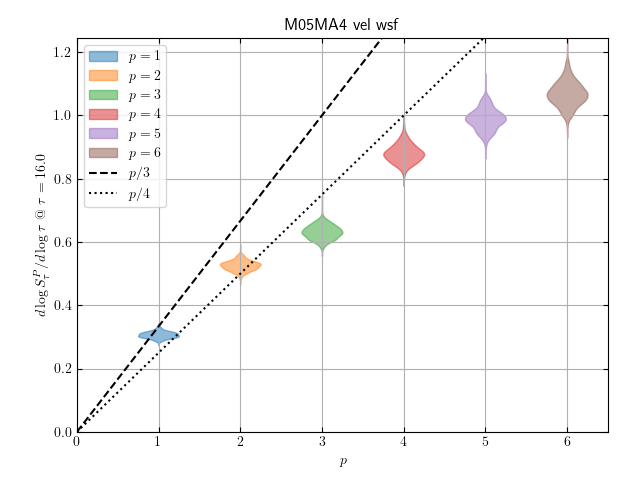 M05MA4 vel wsf
d log S_τ^P / d log τ @ τ = 16.0
1.2
1.0
0.8
0.6
0.4
0.2
0.0
p = 1
p = 2
p = 3
p = 4
p = 5
p = 6
p/3
p/4
0 1 2 3 4 5 6
p